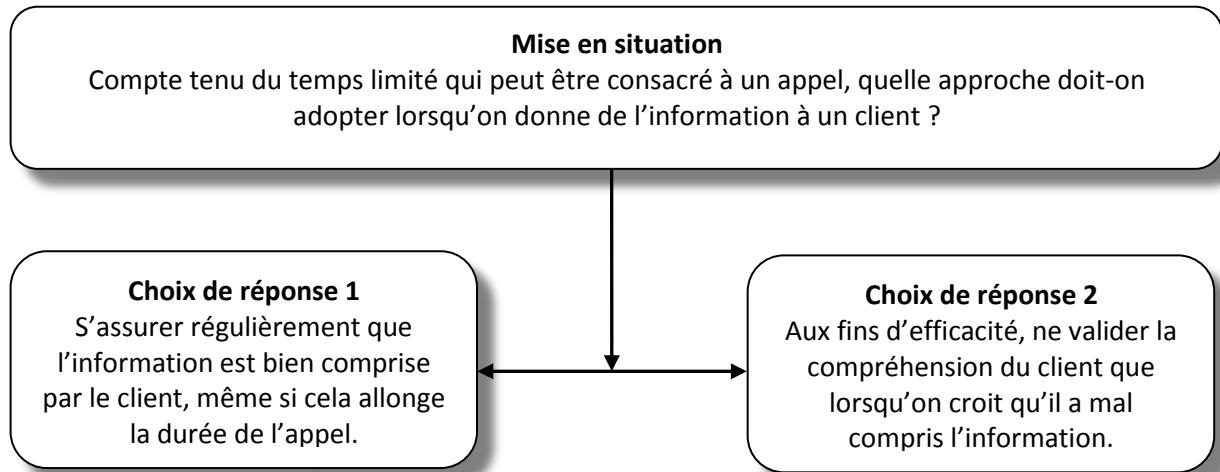 Mise en situation
Compte tenu du temps limité qui peut être consacré à un appel, quelle approche doit-on
adopter lorsqu’on donne de l’information à un client ?
Choix de réponse 1
S’assurer régulièrement que
l’information est bien comprise
par le client, même si cela allonge
la durée de l’appel.
Choix de réponse 2
Aux fins d’efficacité, ne valider la
compréhension du client que
lorsqu’on croit qu’il a mal
compris l’information.